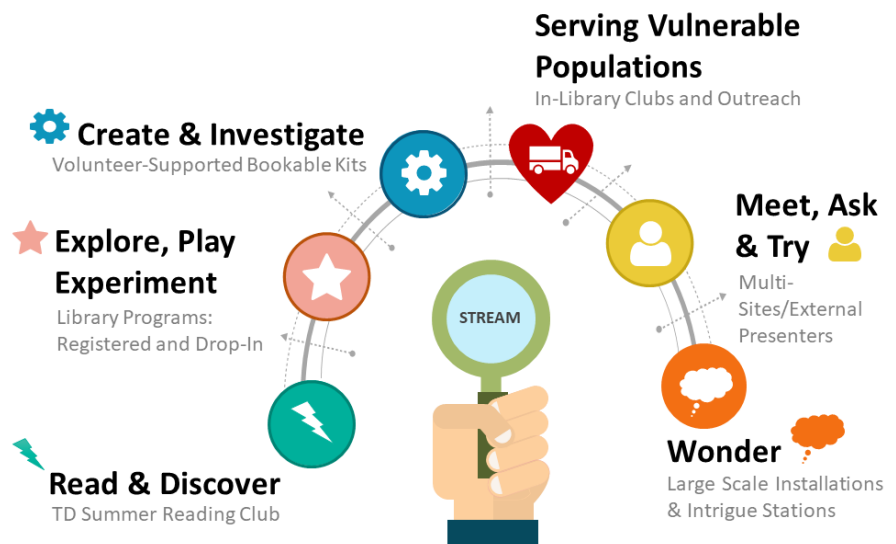 Serving Vulnerable
Populations
In-Library Clubs and Outreach
Create & Investigate
Volunteer-Supported Bookable Kits
Explore, Play
Experiment
Library Programs:
Registered and Drop-In
Meet, Ask
& Try
Multi-
Sites/External
Presenters
STREAM
Read & Discover
TD Summer Reading Club
Wonder
Large Scale Installations
& Intrigue Stations